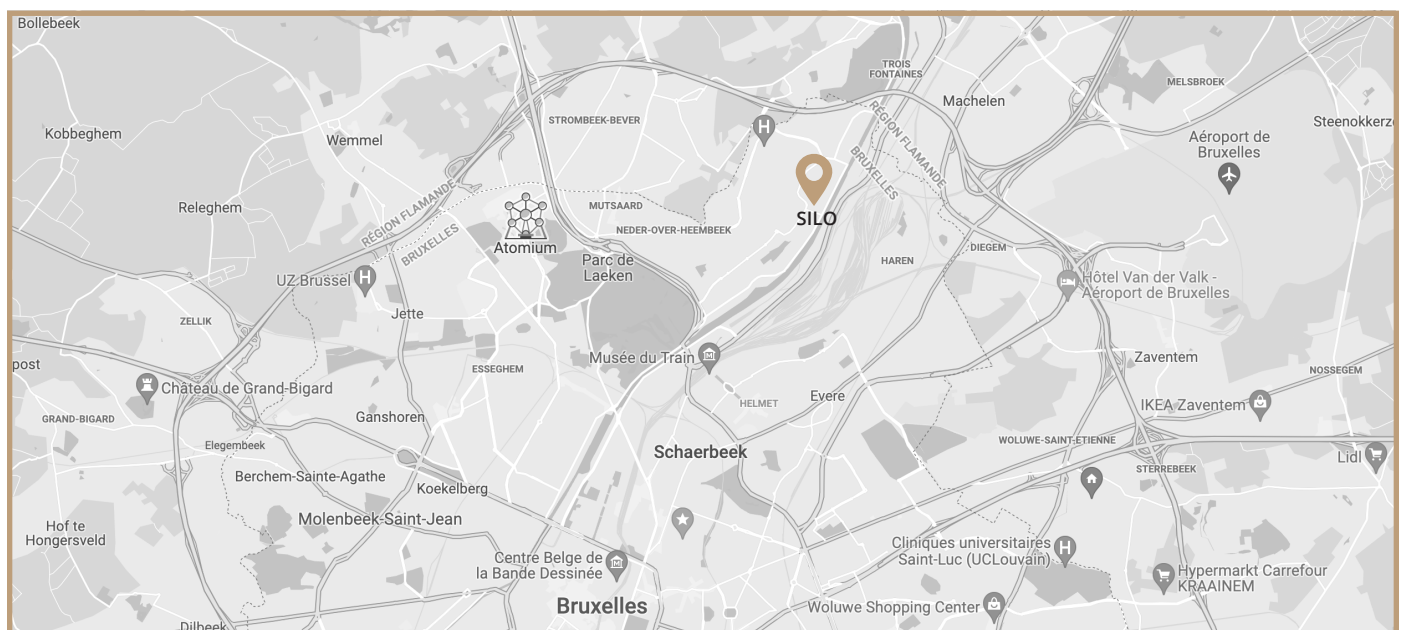 Bollebeek
TROIS
FONTAINES
MELSBROEK
Machelen
RÉGION FLAMANDE
BRUXELLES
STROMBEEK-BEVER
H
Kobbeghem
Wemmel
Steenokkerz
Aéroport de
Bruxelles
Releghem
RÉGION FLAMANDE
BRUXELLES
MUTSAARD
SILO
NEDER-OVER-HEEMBEEK
Atomium
DIEGEM
Parc de
Laeken
HAREN
UZ Brussel
H
Hôtel Van der Valk -
Aéroport de Bruxelles
Jette
ZELLIK
Musée du Train
Zaventem
post
ESSEGHEM
NOSSEGEM
Château de Grand-Bigard
Evere
HELMET
IKEA Zaventem
GRAND-BIGARD
Ganshoren
Elegembeek
WOLUWE-SAINT-ETIENNE
Schaerbeek
Lidl
STERREBEEK
Berchem-Sainte-Agathe
Koekelberg
Molenbeek-Saint-Jean
Hof te
Hongersveld
Cliniques universitaires
Saint-Luc (UCLouvain)
H
Centre Belge de
la Bande Dessinée
Hypermarkt Carrefour
KRAAINEM
Bruxelles
Woluwe Shopping Center
Dilbeek